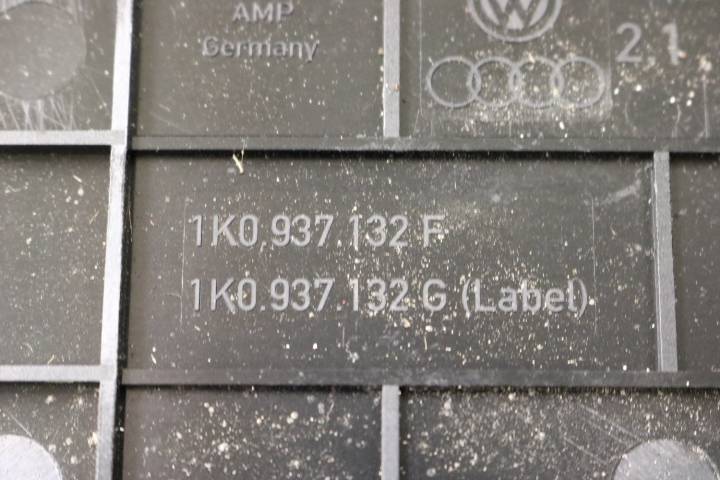 AMP
Germany
2.1
1K0.937.132 F
1K0.937.132 G (Label)